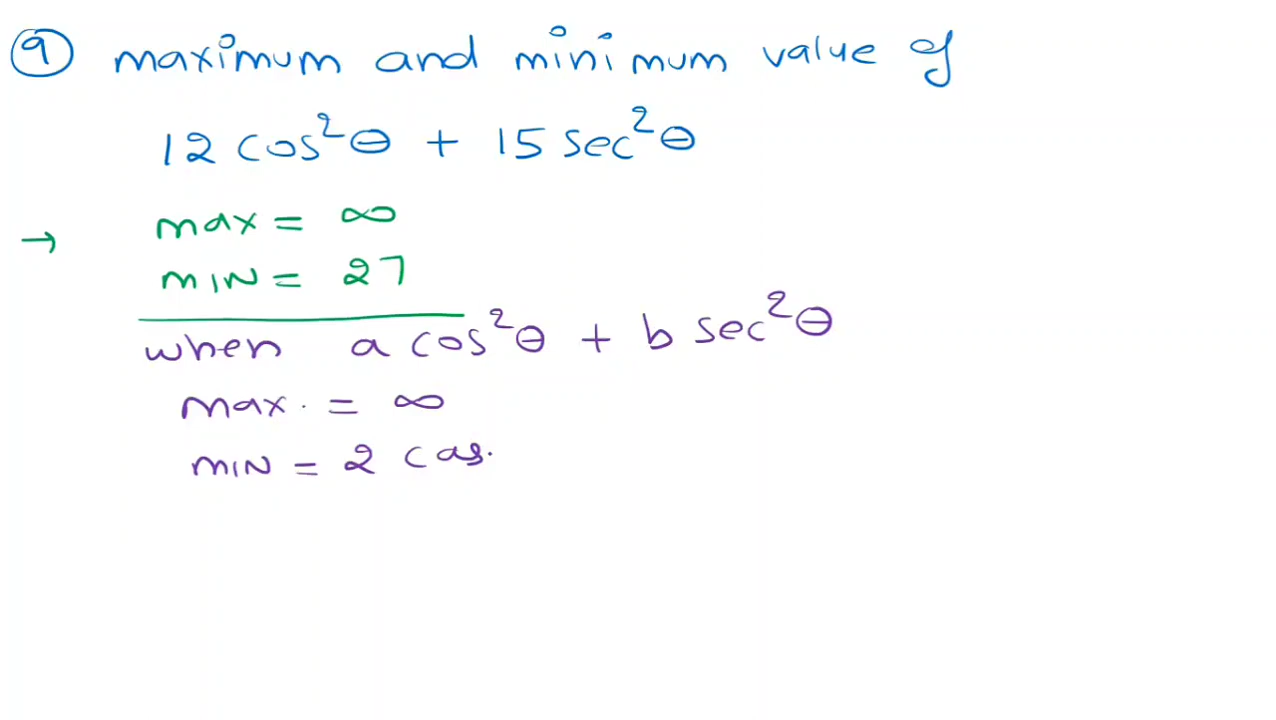 9 maximum and minimum value of
12 cos²θ + 15 sec²θ
→ max = ∞
MIN = 27
when a cos²θ + b sec²θ
max. = ∞
MIN = 2 cas.